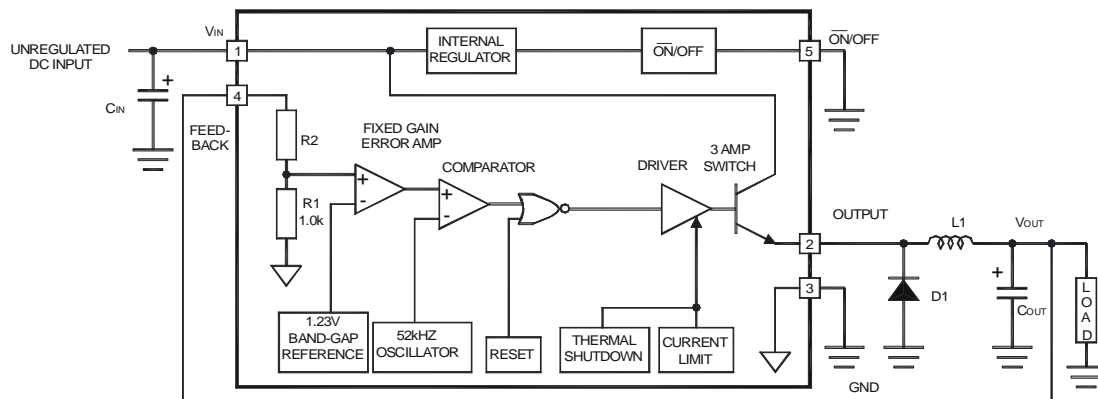 UNREGULATED
DC INPUT
VIN
1
INTERNAL
REGULATOR
ON/OFF
5
ON/OFF
+
CIN
4
FEED-
BACK
R2
R1
1.0k
FIXED GAIN
ERROR AMP
+
-
COMPARATOR
+
-
DRIVER
3 AMP
SWITCH
OUTPUT
2
L1
VOUT
3
D1
+
COUT
LOAD
GND
1.23V
BAND-GAP
REFERENCE
52kHZ
OSCILLATOR
RESET
THERMAL
SHUTDOWN
CURRENT
LIMIT